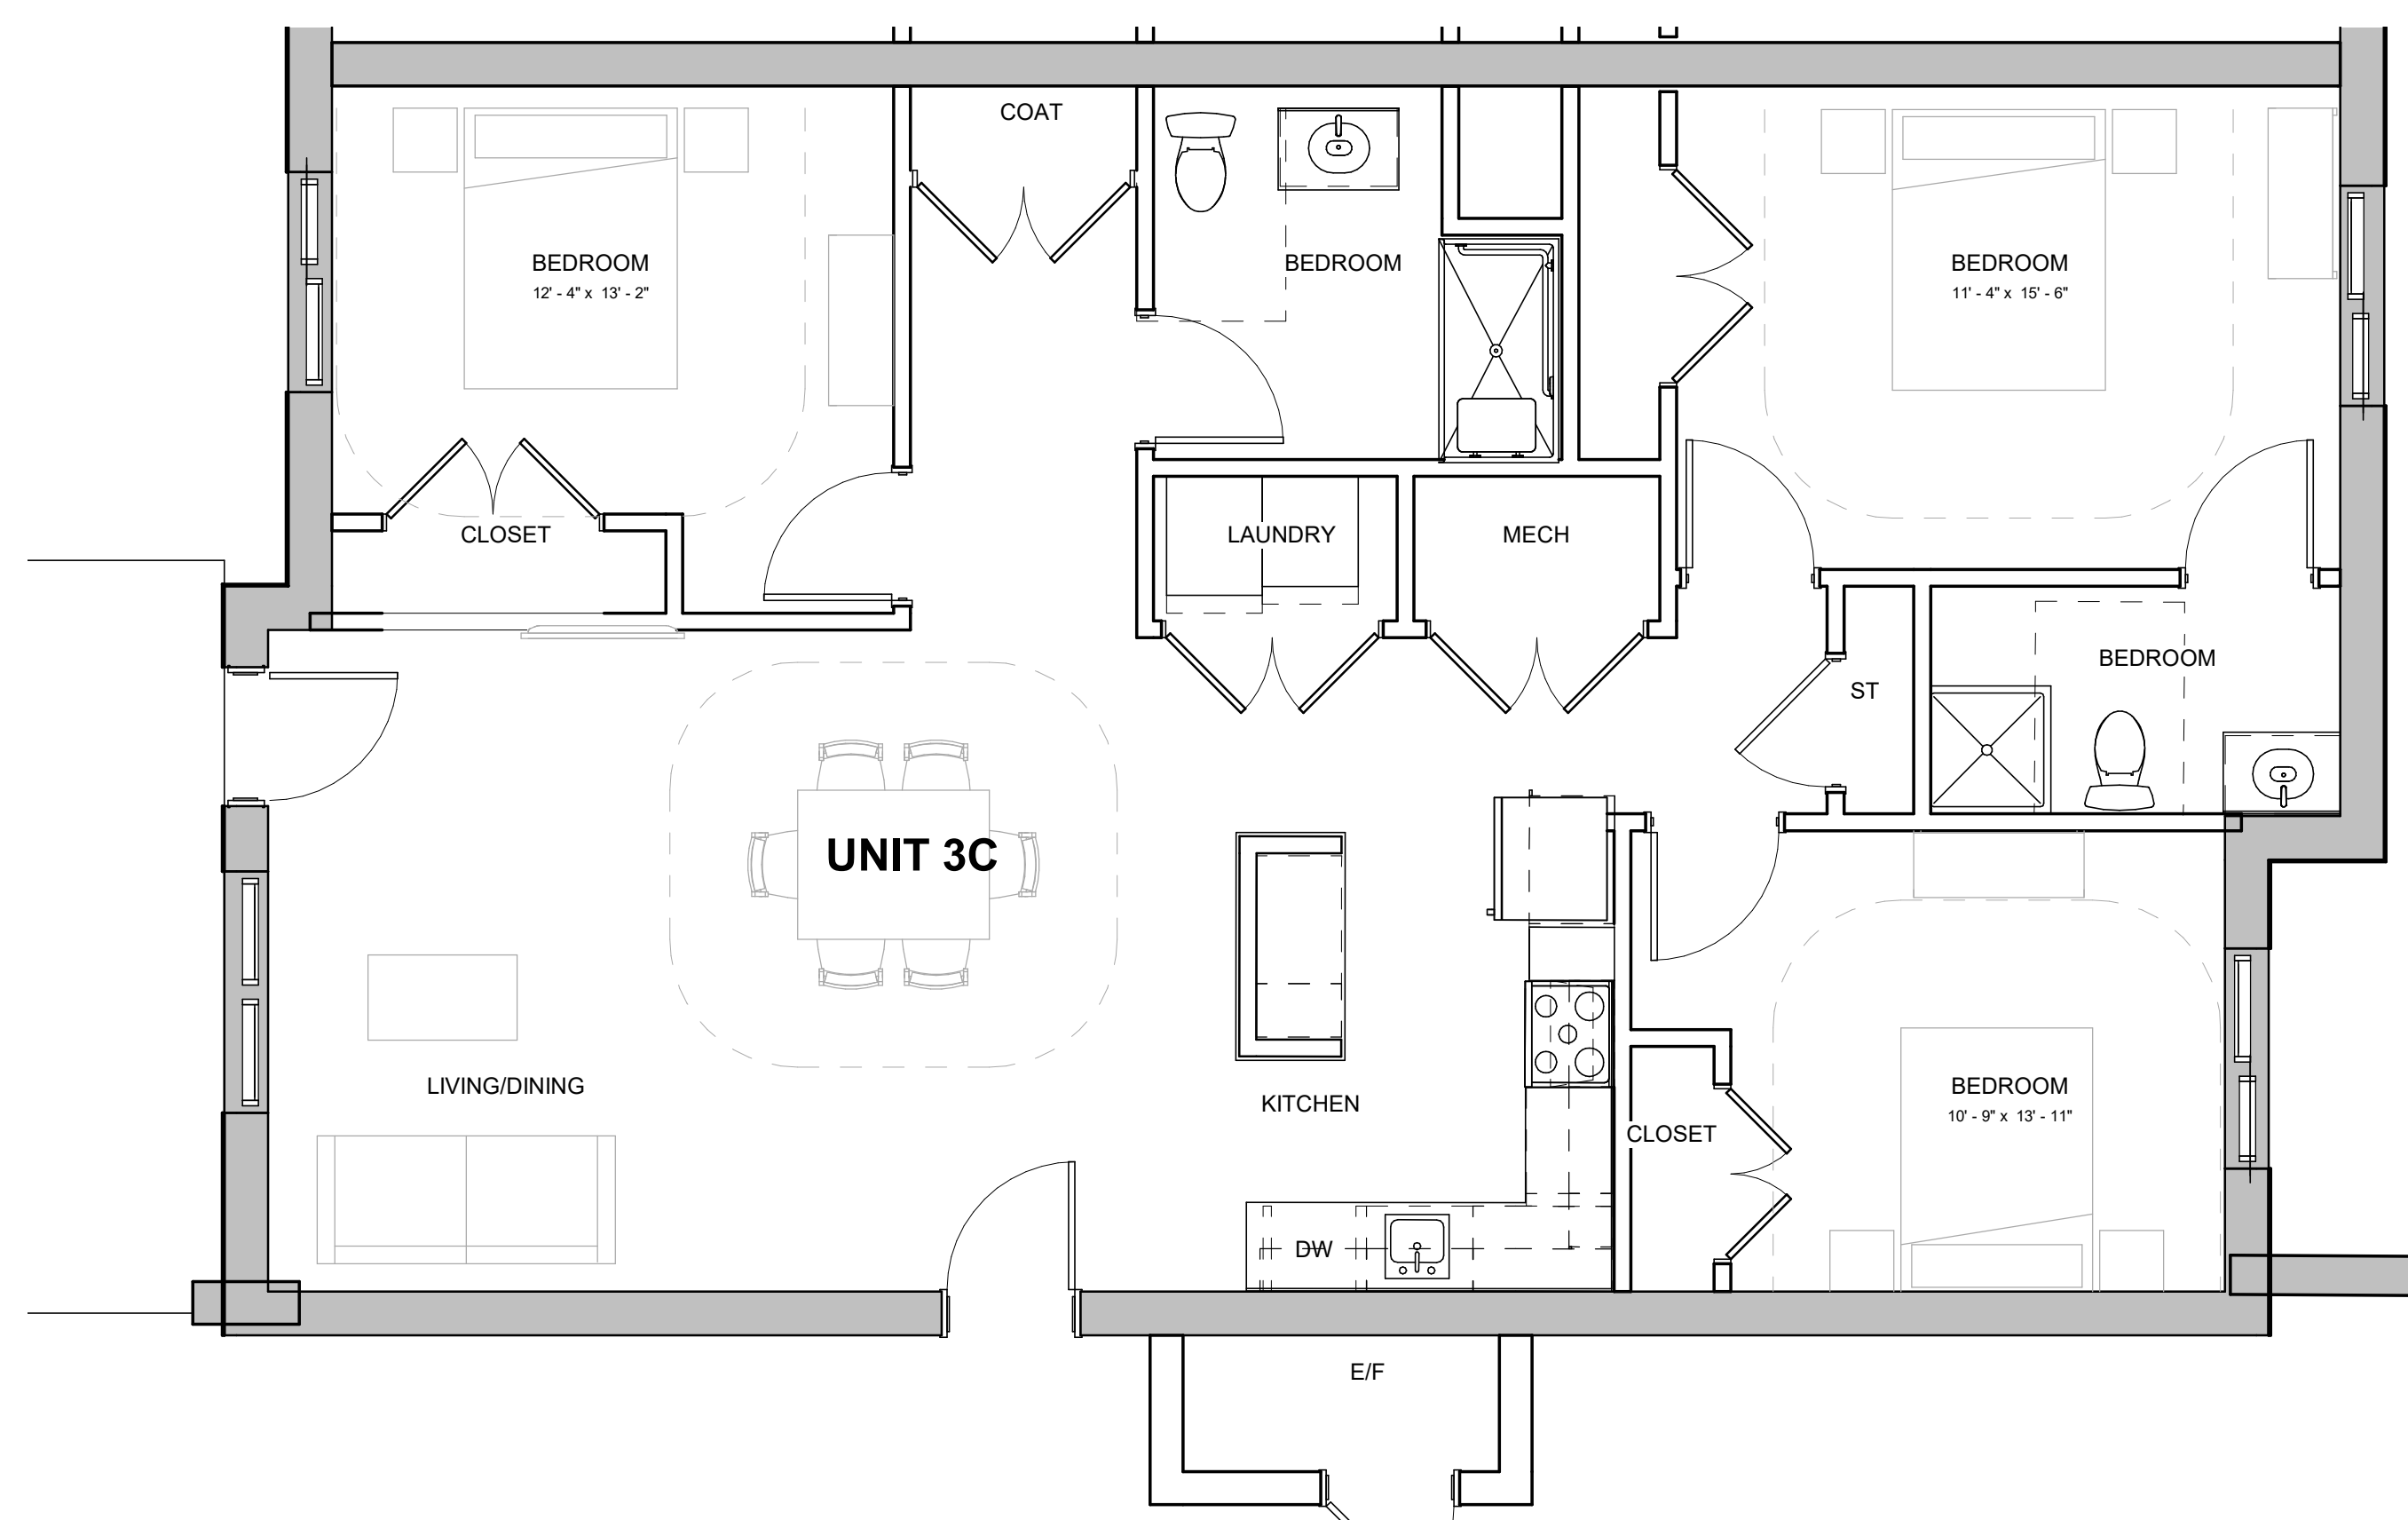 COAT
BEDROOM
12' - 4" x 13' - 2"
BEDROOM
BEDROOM
11' - 4" x 15' - 6"
CLOSET
LAUNDRY
MECH
BEDROOM
ST
UNIT 3C
LIVING/DINING
KITCHEN
BEDROOM
10' - 9" x 13' - 11"
CLOSET
DW
E/F